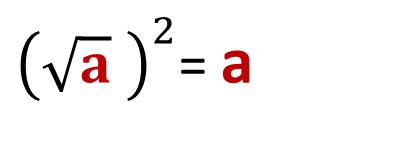 (√a)² = a